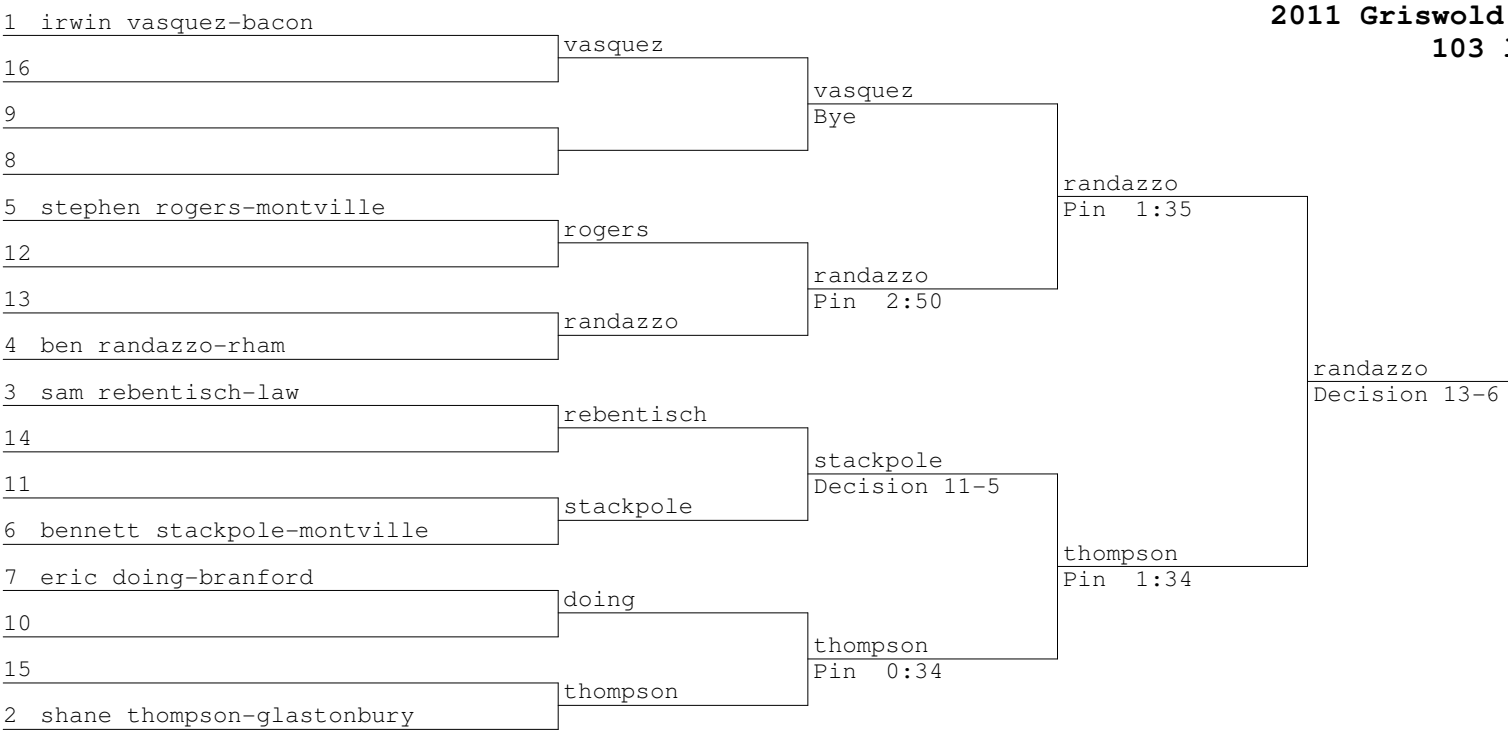 2011 Griswold
103
1 irwin vasquez-bacon
16
9
8
5 stephen rogers-montville
12
13
4 ben randazzo-rham
3 sam rebentisch-law
14
11
6 bennett stackpole-montville
7 eric doing-branford
10
15
2 shane thompson-glastonbury
vasquez
rogers
randazzo
rebentisch
stackpole
doing
thompson
vasquez
Bye
randazzo
Pin 2:50
stackpole
Decision 11-5
thompson
Pin 0:34
randazzo
Pin 1:35
thompson
Pin 1:34
randazzo
Decision 13-6